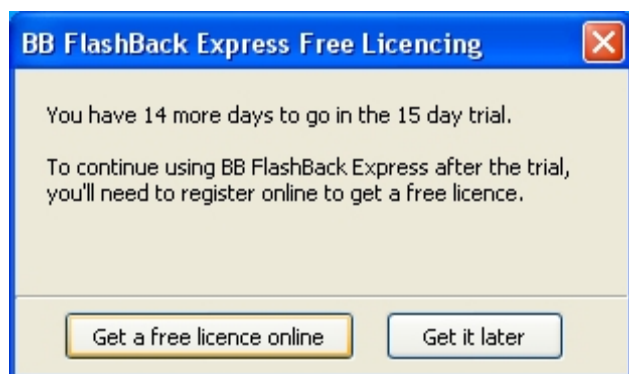 BB FlashBack Express Free Licencing
You have 14 more days to go in the 15 day trial.
To continue using BB FlashBack Express after the trial,
you'll need to register online to get a free licence.
Get a free licence online
Get it later